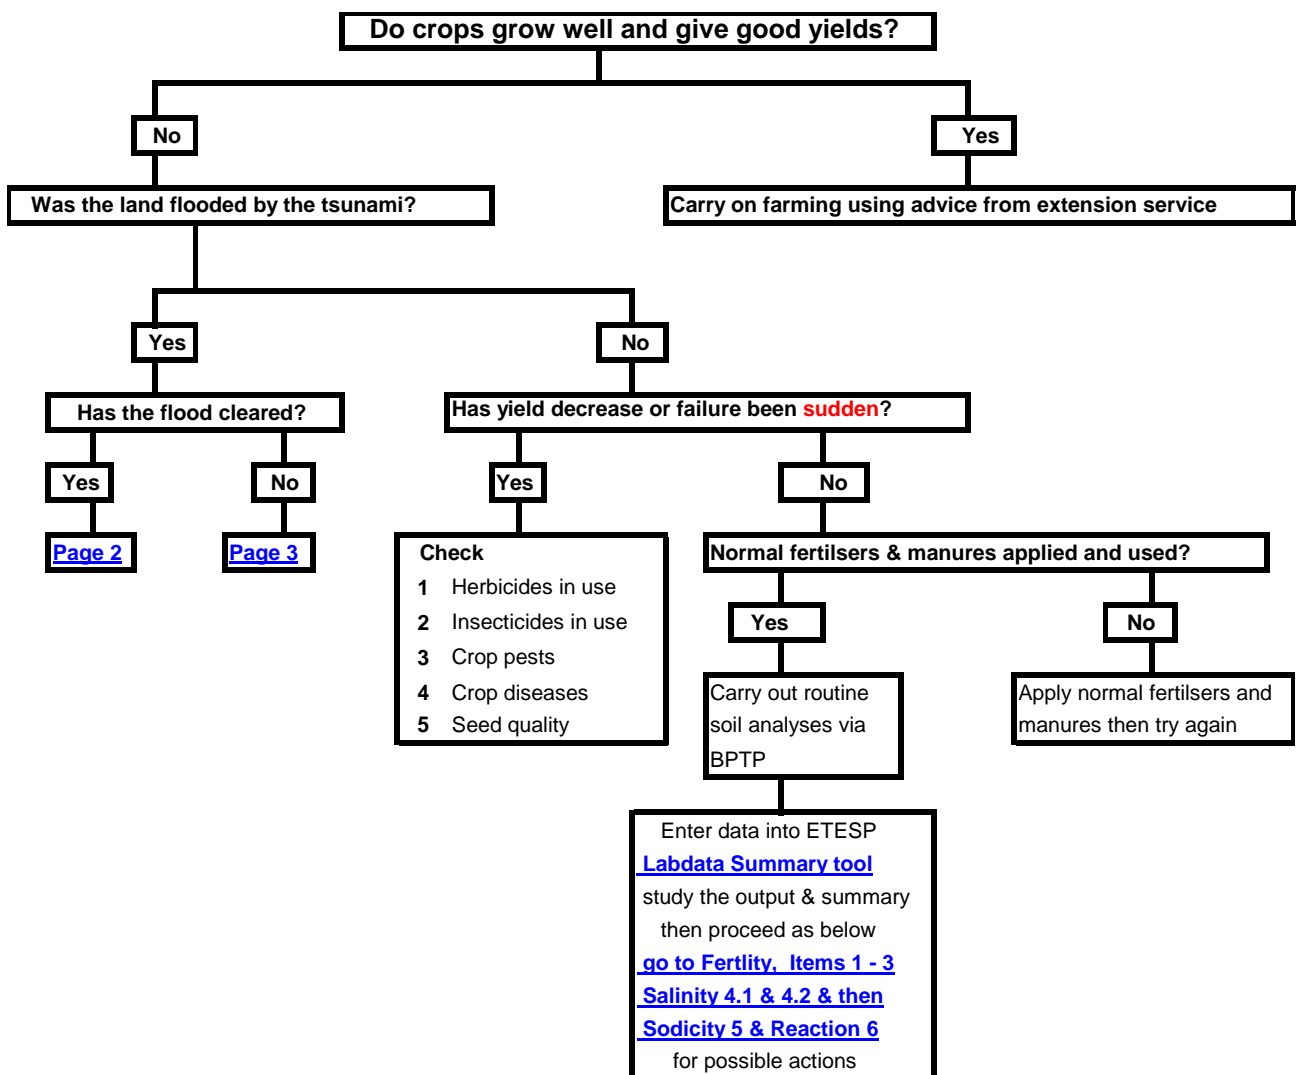 Do crops grow well and give good yields?
No
Yes
Was the land flooded by the tsunami?
Carry on farming using advice from extension service
Yes
No
Has the flood cleared?
Has yield decrease or failure been sudden?
Yes
No
Yes
No
Page 2
Page 3
Check
1 Herbicides in use
2 Insecticides in use
3 Crop pests
4 Crop diseases
5 Seed quality
Normal fertilsers & manures applied and used?
Yes
No
Carry out routine
soil analyses via
BPTP
Apply normal fertilsers and
manures then try again
Enter data into ETESP
Labdata Summary tool
study the output & summary
then proceed as below
go to Fertlity, Items 1 - 3
Salinity 4.1 & 4.2 & then
Sodicity 5 & Reaction 6
for possible actions